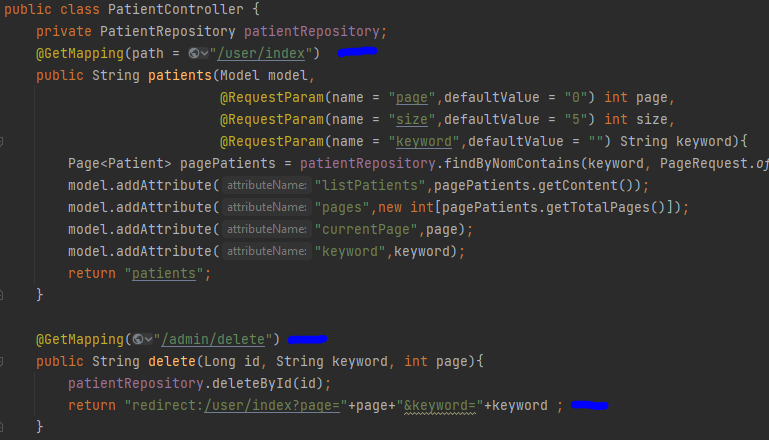 public class PatientController {
private PatientRepository patientRepository;
@GetMapping(path = "/user/index")
public String patients(Model model,
@RequestParam(name = "page",defaultValue = "0") int page,
@RequestParam(name = "size",defaultValue = "5") int size,
@RequestParam(name = "keyword",defaultValue = "") String keyword){
Page<Patient> pagePatients = patientRepository.findByNomContains(keyword, PageRequest.of
model.addAttribute( attributeName: "listPatients",pagePatients.getContent());
model.addAttribute( attributeName: "pages",new int[pagePatients.getTotalPages()]);
model.addAttribute( attributeName: "currentPage",page);
model.addAttribute( attributeName: "keyword",keyword);
return "patients";
}
@GetMapping("/admin/delete")
public String delete(Long id, String keyword, int page){
patientRepository.deleteById(id);
return "redirect:/user/index?page="+page+"&keyword="+keyword ;
}